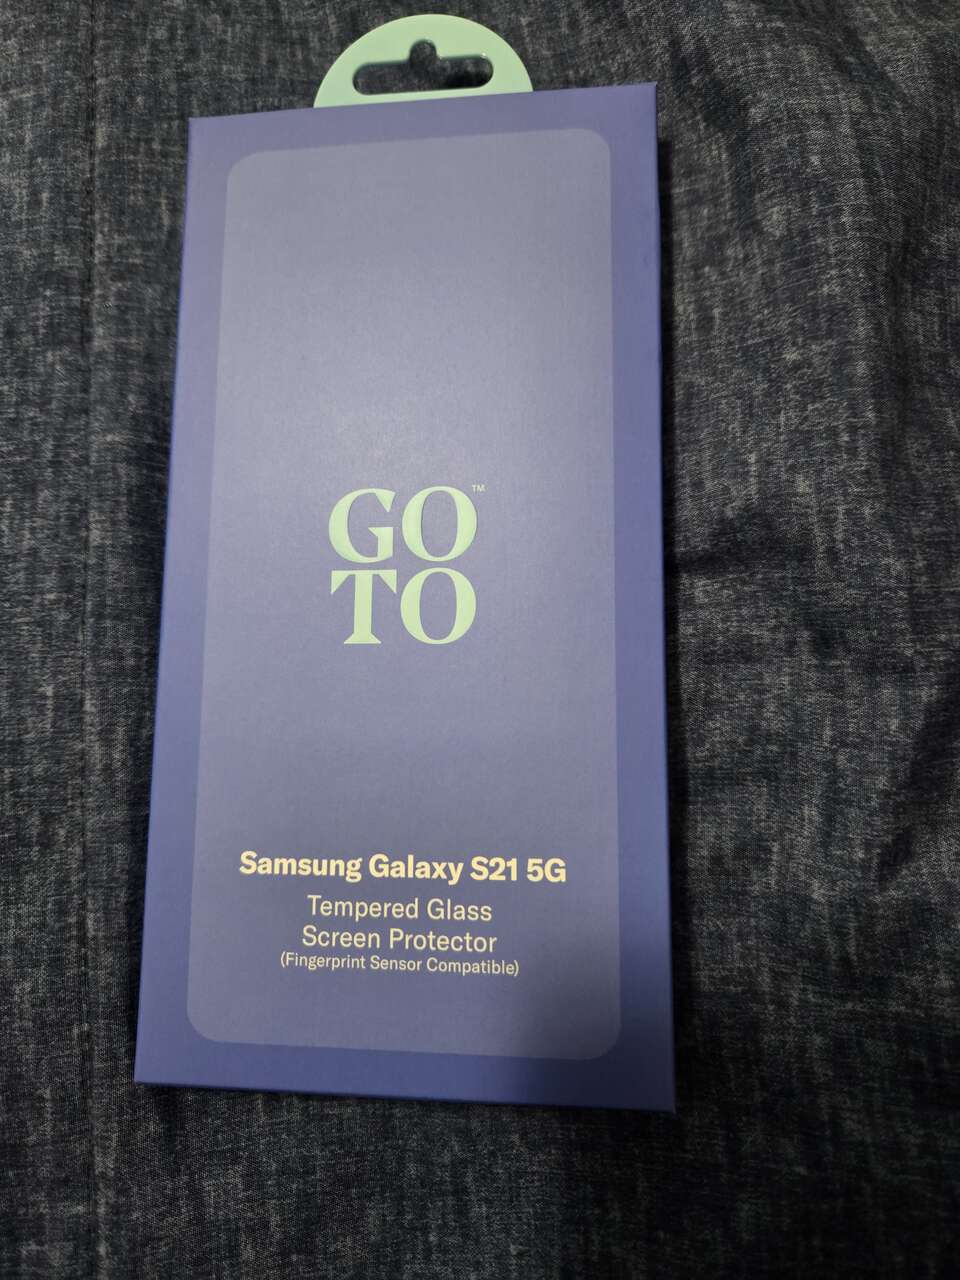 GO™
TO
Samsung Galaxy S21 5G
Tempered Glass
Screen Protector
(Fingerprint Sensor Compatible)